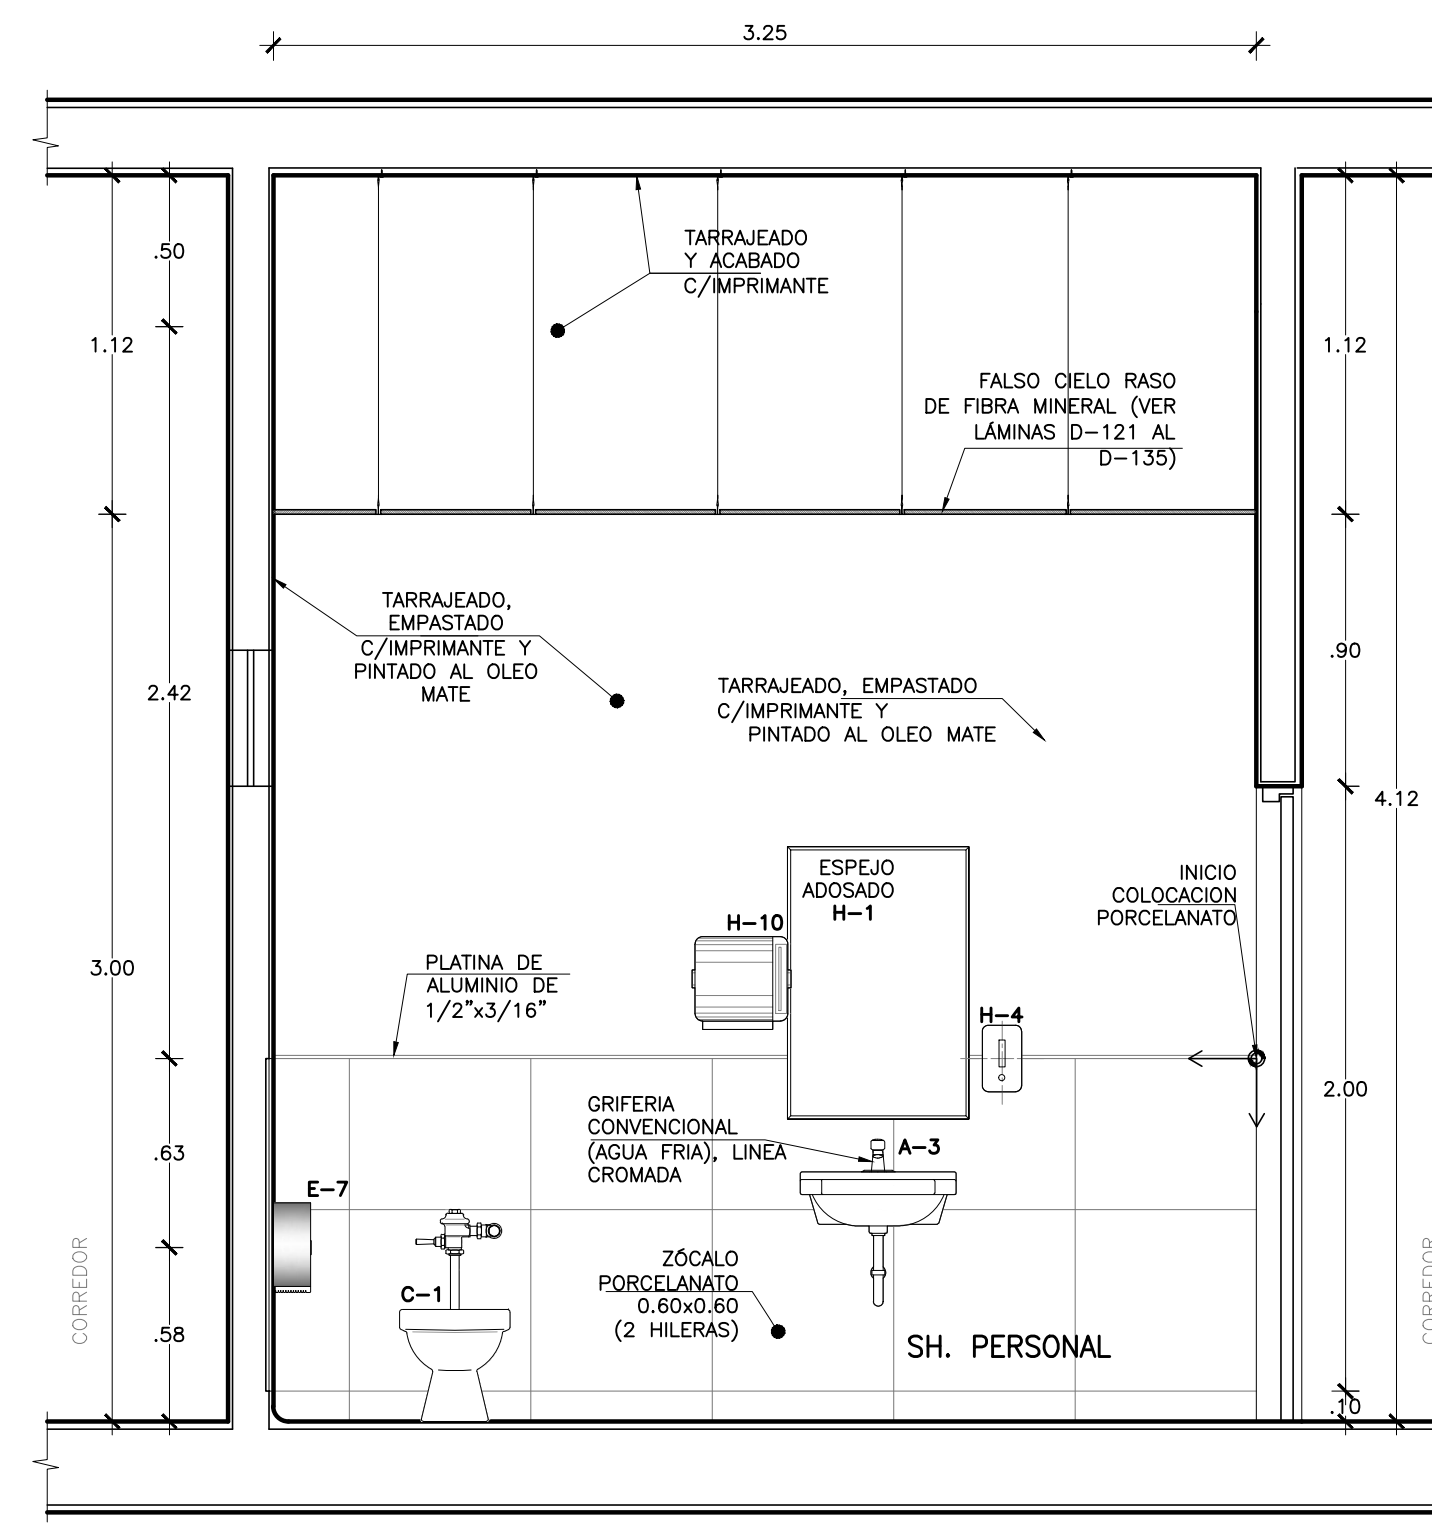 3.25
.50
1.12
2.42
3.00
.63
.58
CORREDOR
TARRAJEADO
Y ACABADO
C/IMPRIMANTE
FALSO CIELO RASO
DE FIBRA MINERAL (VER
LÁMINAS D-121 AL
D-135)
TARRAJEADO,
EMPASTADO
C/IMPRIMANTE Y
PINTADO AL OLEO
MATE
TARRAJEADO, EMPASTADO
C/IMPRIMANTE Y
PINTADO AL OLEO MATE
ESPEJO
ADOSADO
H-1
H-10
INICIO
COLOCACION
PORCELANATO
PLATINA DE
ALUMINIO DE
1/2"x3/16"
H-4
GRIFERIA
CONVENCIONAL
(AGUA FRIA), LINEA
CROMADA
A-3
E-7
C-1
ZÓCALO
PORCELANATO
0.60x0.60
(2 HILERAS)
SH. PERSONAL
1.12
.90
4.12
2.00
.10
CORREDOR